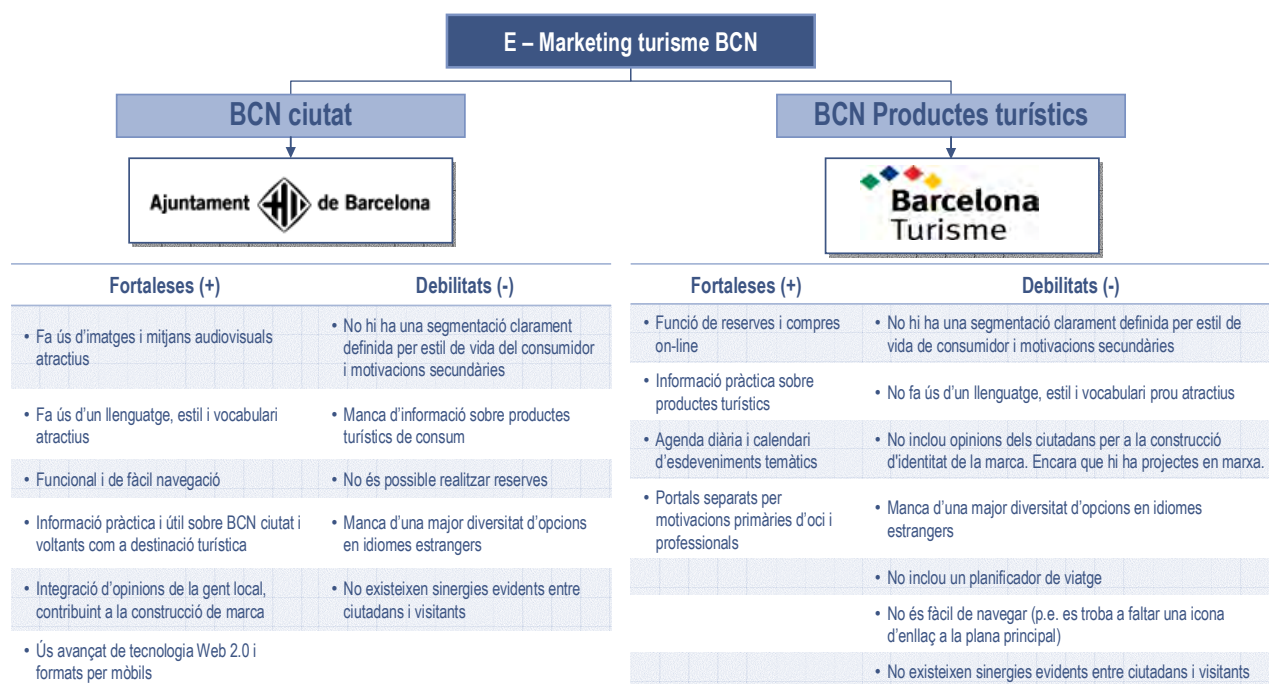 E – Marketing turisme BCN
BCN ciutat
Ajuntament de Barcelona
Fortaleses (+)
Debilitats (-)
• Fa ús d'imatges i mitjans audiovisuals
atractius
• No hi ha una segmentació clarament
definida per estil de vida del consumidor
i motivacions secundàries
• Fa ús d'un llenguatge, estil i vocabulari
atractius
• Manca d'informació sobre productes
turístics de consum
• Funcional i de fàcil navegació
• No és possible realitzar reserves
• Informació pràctica i útil sobre BCN ciutat i
voltants com a destinació turística
• Manca d'una major diversitat d'opcions
en idiomes estrangers
• Integració d'opinions de la gent local,
contribuint a la construcció de marca
• No existeixen sinergies evidents entre
ciutadans i visitants
• Ús avançat de tecnologia Web 2.0 i
formats per mòbils
BCN Productes turístics
Barcelona
Turisme
Fortaleses (+)
Debilitats (-)
• Funció de reserves i compres
on-line
• No hi ha una segmentació clarament definida per estil de
vida de consumidor i motivacions secundàries
• Informació pràctica sobre
productes turístics
• No fa ús d'un llenguatge, estil i vocabulari prou atractius
• Agenda diària i calendari
d'esdeveniments temàtics
• No inclou opinions dels ciutadans per a la construcció
d'identitat de la marca. Encara que hi ha projectes en marxa.
• Portals separats per
motivacions primàries d'oci i
professionals
• Manca d'una major diversitat d'opcions en idiomes
estrangers
• No inclou un planificador de viatge
• No és fàcil de navegar (p.e. es troba a faltar una icona
d'enllaç a la plana principal)
• No existeixen sinergies evidents entre ciutadans i visitants